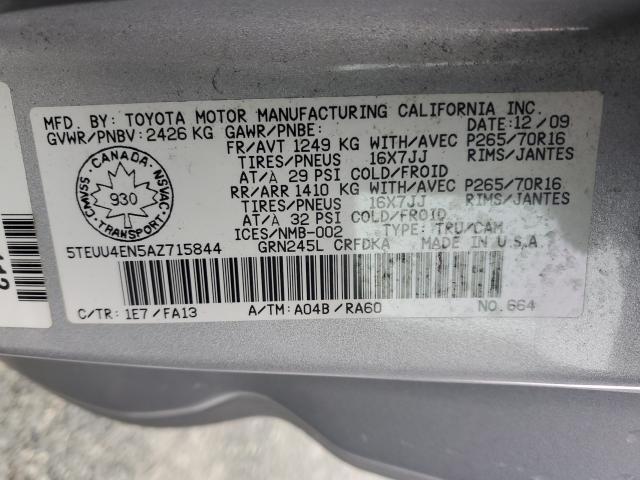 MFD. BY: TOYOTA MOTOR MANUFACTURING CALIFORNIA INC.
GVWR/PNBV: 2426 KG GAWR/PNBE: DATE: 12/09
FR/AVT 1249 KG WITH/AVEC P265/70R16
TIRES/PNEUS 16X7JJ RIMS/JANTES
AT/A 29 PSI COLD/FROID
RR/ARR 1410 KG WITH/AVEC P265/70R16
TIRES/PNEUS 16X7JJ RIMS/JANTES
AT/À 32 PSI COLD/FROID
ICES/NMB-002 TYPE: TRU/CAM
CANADA
CMVSS 930 NSVAC
TRANSPORT
5TEUU4EN5AZ715844 GRN245L CRFDKA MADE IN U.S.A
C/TR: 1E7/FA13 A/TM: A04B/RA60 NO.664